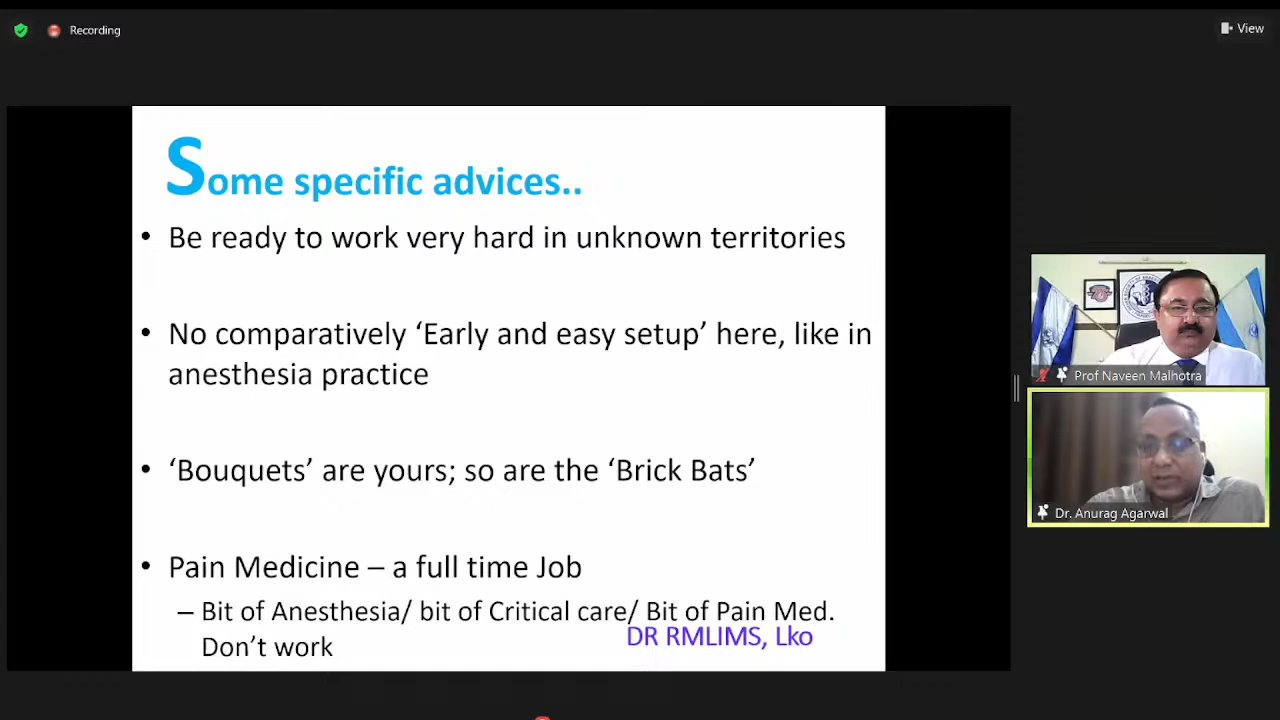 Recording
View
Some specific advices..
• Be ready to work very hard in unknown territories
• No comparatively ‘Early and easy setup’ here, like in
anesthesia practice
• ‘Bouquets’ are yours; so are the ‘Brick Bats’
• Pain Medicine – a full time Job
– Bit of Anesthesia/ bit of Critical care/ Bit of Pain Med.
Don’t work
DR RMLIMS, Lko
Prof Naveen Malhotra
Dr. Anurag Agarwal